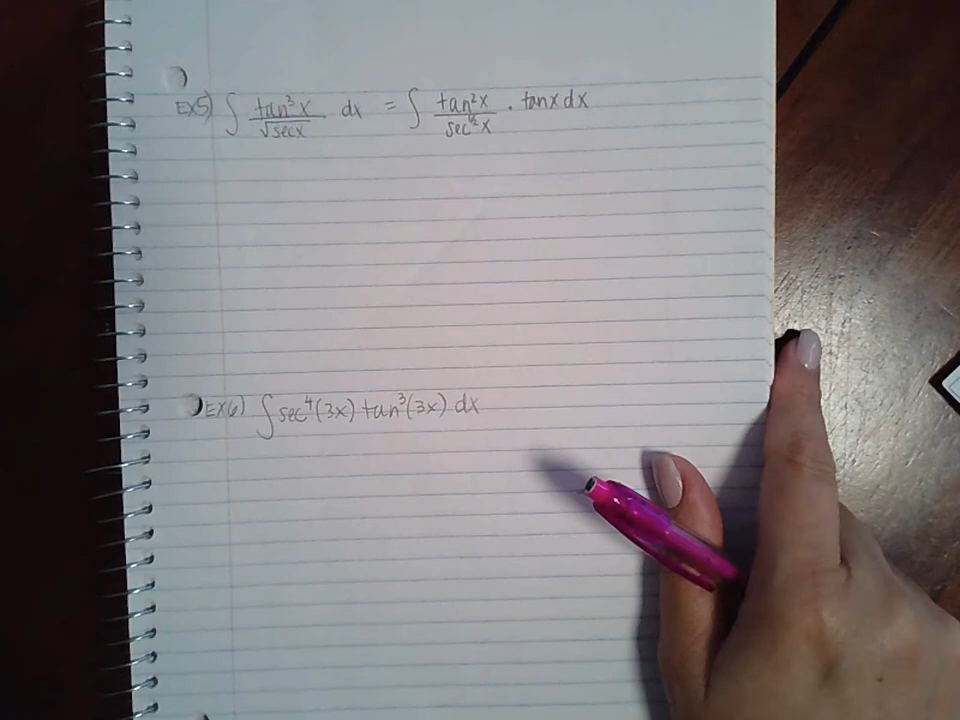 EX5) ∫ tan³x / √secx dx = ∫ tan²x / sec^½x · tanx dx
EX6) ∫ sec⁴(3x) tan³(3x) dx